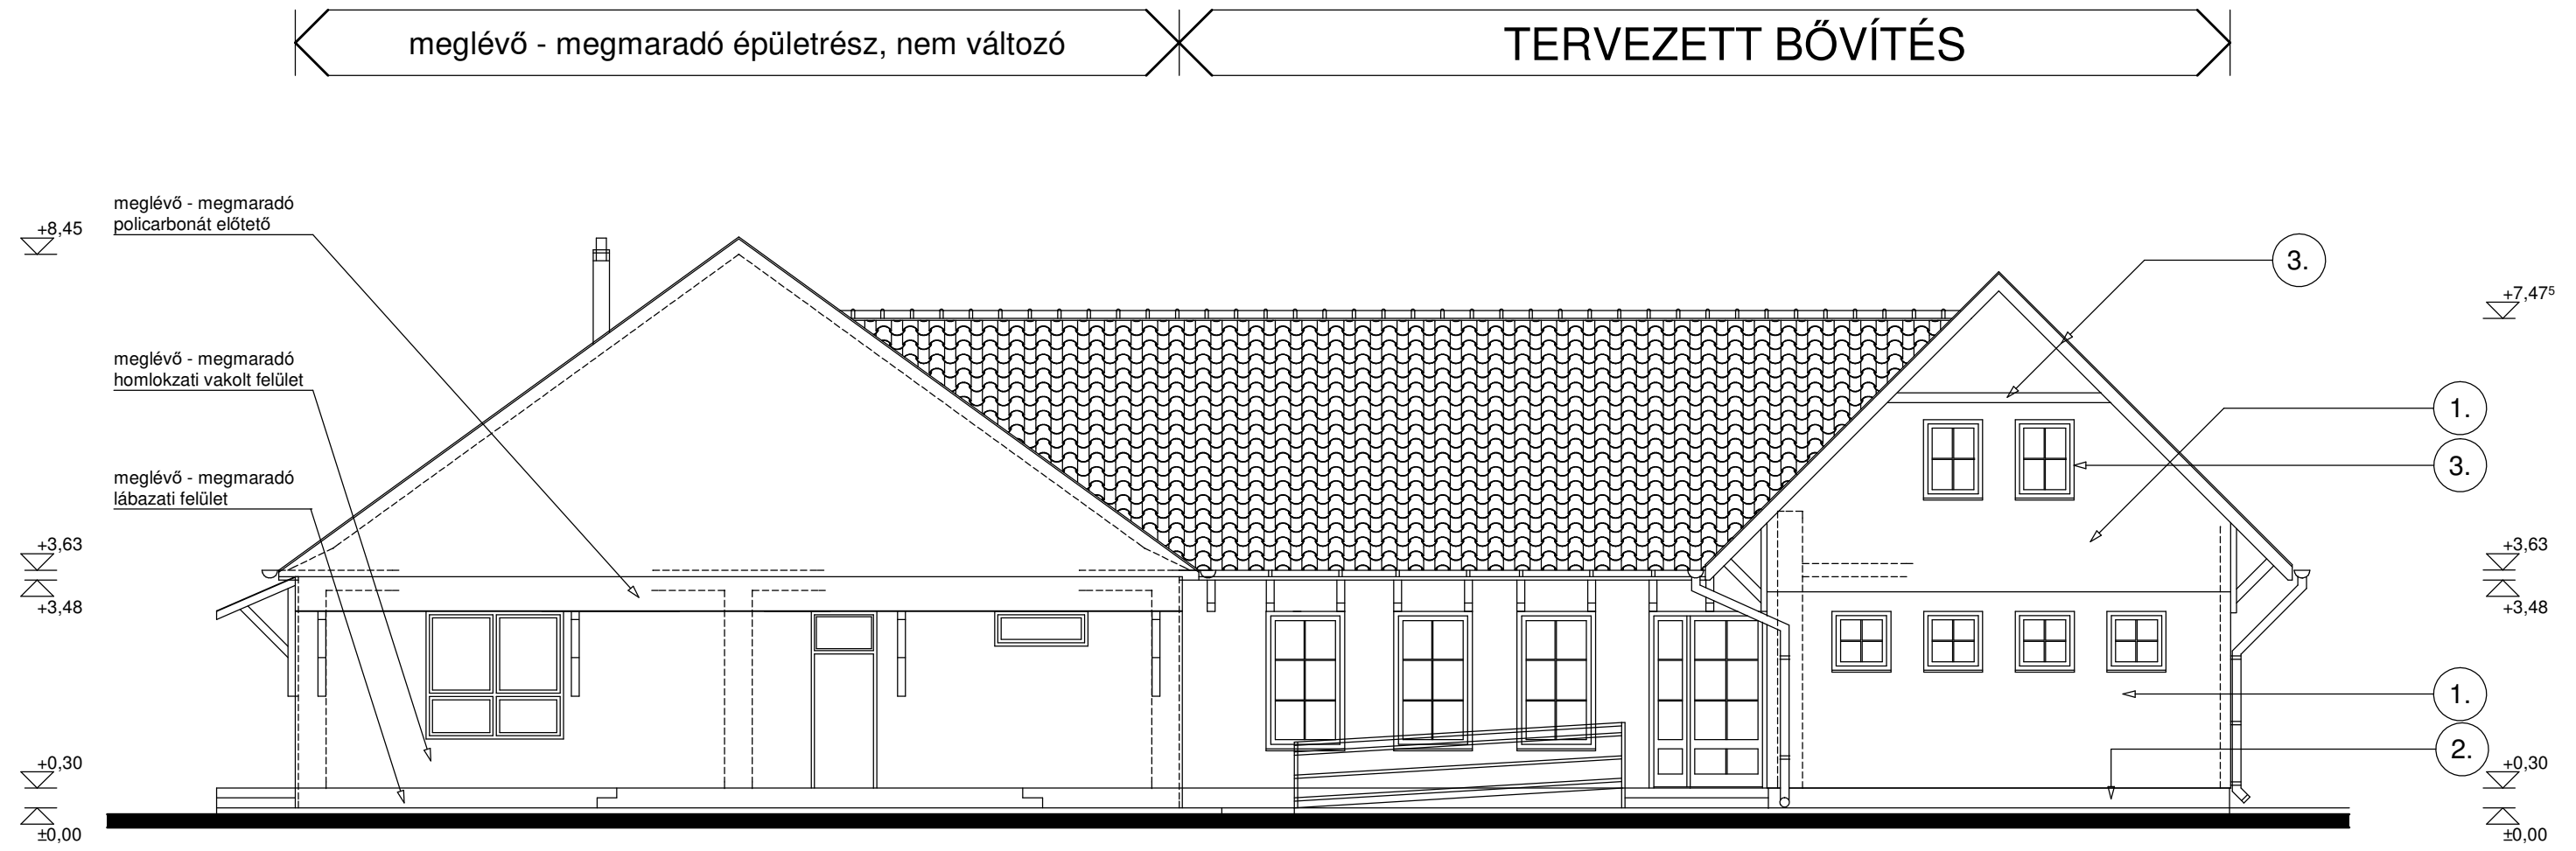 meglévő - megmaradó épületrész, nem változó
TERVEZETT BŐVÍTÉS
meglévő - megmaradó
policarbonát előtető
+8,45
3.
+7,47⁵
meglévő - megmaradó
homlokzati vakolt felület
1.
3.
meglévő - megmaradó
lábazati felület
+3,63
+3,48
+3,63
+3,48
1.
2.
+0,30
±0,00
+0,30
±0,00